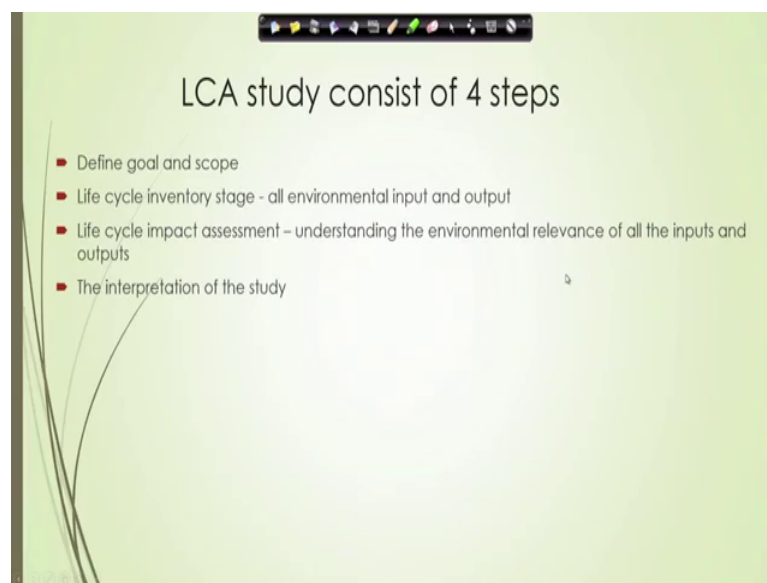 LCA study consist of 4 steps
Define goal and scope
Life cycle inventory stage - all environmental input and output
Life cycle impact assessment – understanding the environmental relevance of all the inputs and
outputs
The interpretation of the study